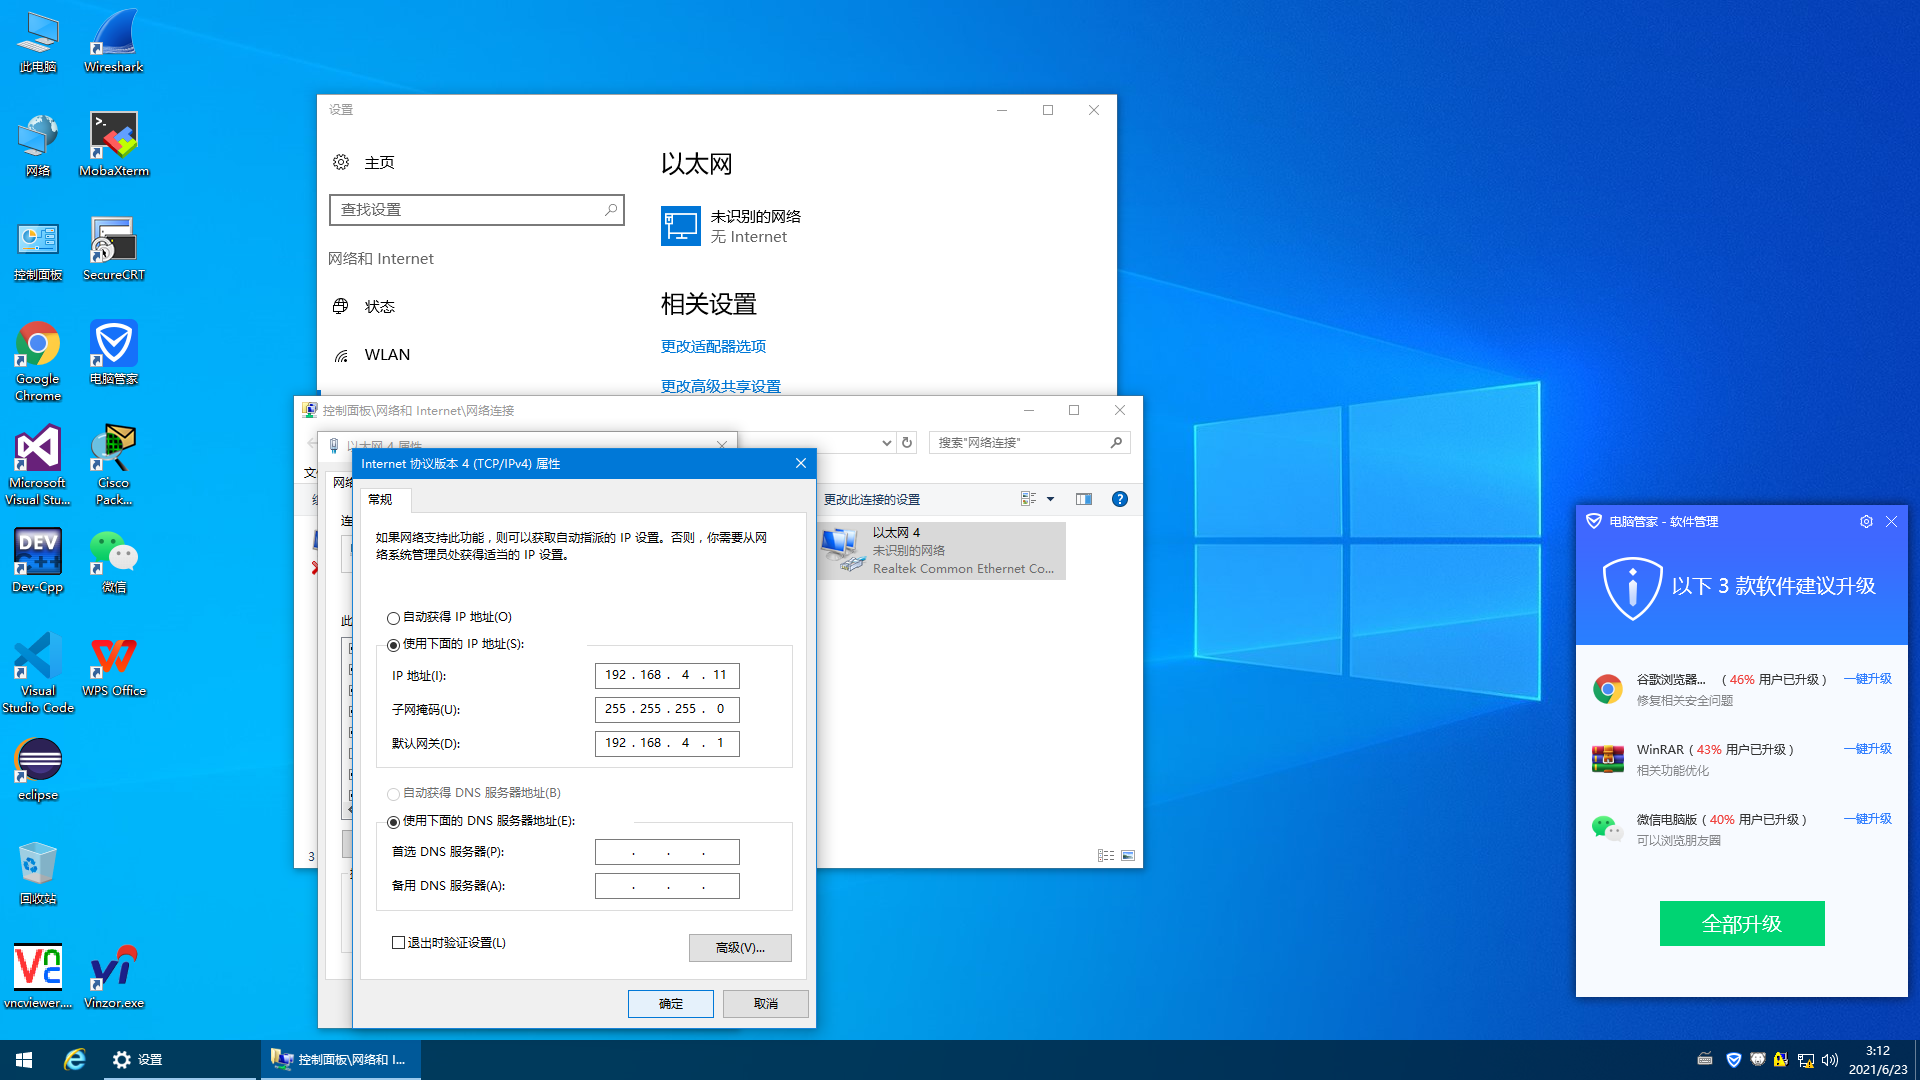 此电脑
Wireshark
网络
MobaXterm
控制面板
SecureCRT
Google
Chrome
电脑管家
Microsoft
Visual Stu...
Cisco
Pack...
DEV
C++
Dev-Cpp
微信
Visual
Studio Code
WPS Office
eclipse
回收站
vncviewer....
Vinzor.exe
设置
主页
查找设置
网络和 Internet
状态
WLAN
以太网
未识别的网络
无 Internet
相关设置
更改适配器选项
更改高级共享设置
控制面板\网络和 Internet\网络连接
搜索"网络连接"
更改此连接的设置
以太网 4
未识别的网络
Realtek Common Ethernet Co...
3
以太网 4 属性
网络
连
此
Internet 协议版本 4 (TCP/IPv4) 属性
常规
如果网络支持此功能，则可以获取自动指派的 IP 设置。否则，你需要从网
络系统管理员处获得适当的 IP 设置。
自动获得 IP 地址(O)
使用下面的 IP 地址(S):
IP 地址(I): 192 . 168 . 4 . 11
子网掩码(U): 255 . 255 . 255 . 0
默认网关(D): 192 . 168 . 4 . 1
自动获得 DNS 服务器地址(B)
使用下面的 DNS 服务器地址(E):
首选 DNS 服务器(P): . . .
备用 DNS 服务器(A): . . .
退出时验证设置(L)
高级(V)...
确定 取消
电脑管家 - 软件管理
以下 3 款软件建议升级
谷歌浏览器... （46% 用户已升级） 一键升级
修复相关安全问题
WinRAR（43% 用户已升级） 一键升级
相关功能优化
微信电脑版（40% 用户已升级） 一键升级
可以浏览朋友圈
全部升级
设置
控制面板\网络和 I...
3:12
2021/6/23